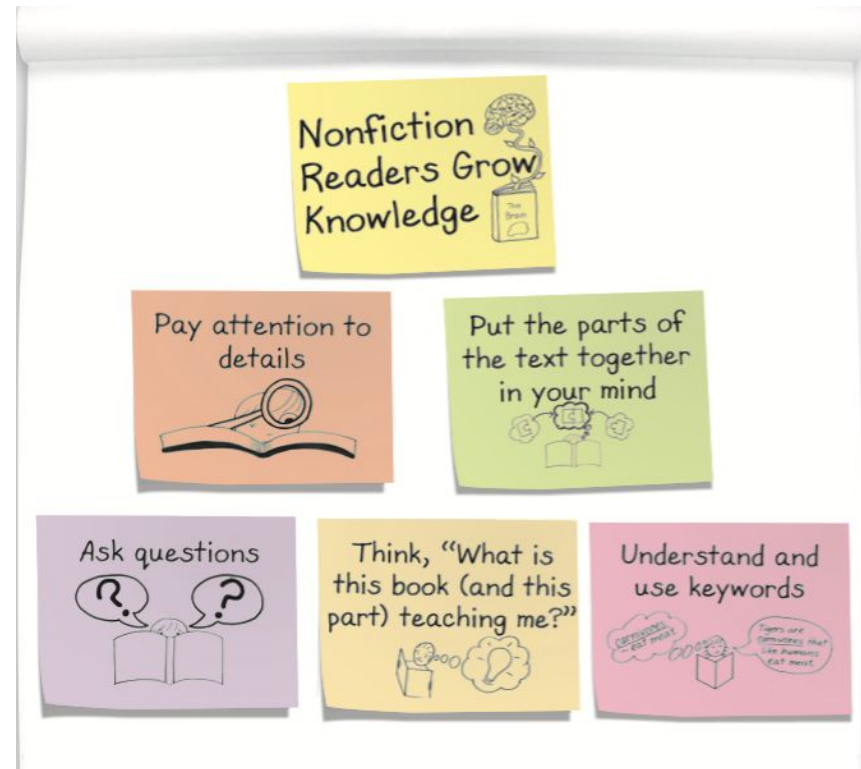 Nonfiction
Readers Grow
Knowledge
The
Brain
Pay attention to
details
Put the parts of
the text together
in your mind
Ask questions
? ?
Think, “What is
this book (and this
part) teaching me?”
Understand and
use keywords
carnivores
eat meat
Tigers are
carnivores that
like humans
eat meat